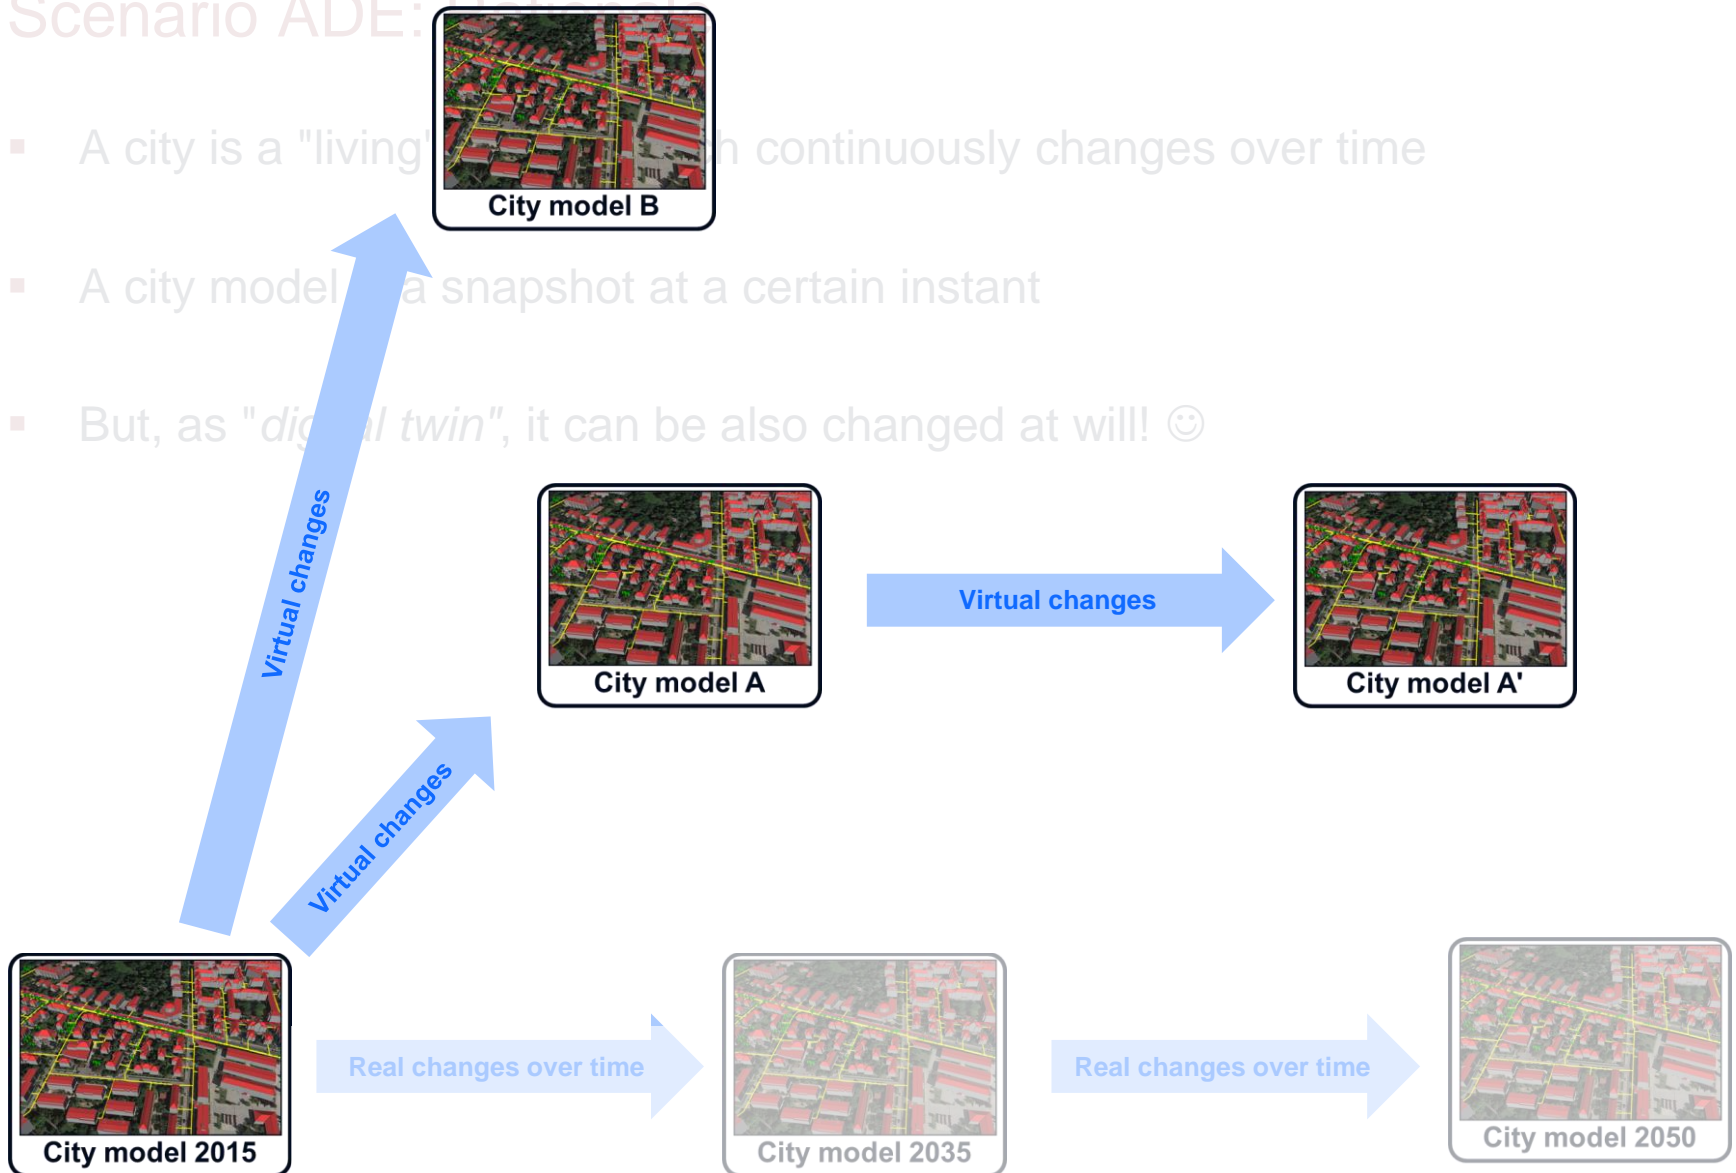 Scenario ADE:
City model B
A city is a "living" h continuously changes over time
A city model a snapshot at a certain instant
But, as "digital twin", it can be also changed at will! ☺
Virtual changes
City model A
Virtual changes
City model A'
Virtual changes
City model 2015
Real changes over time
City model 2035
Real changes over time
City model 2050